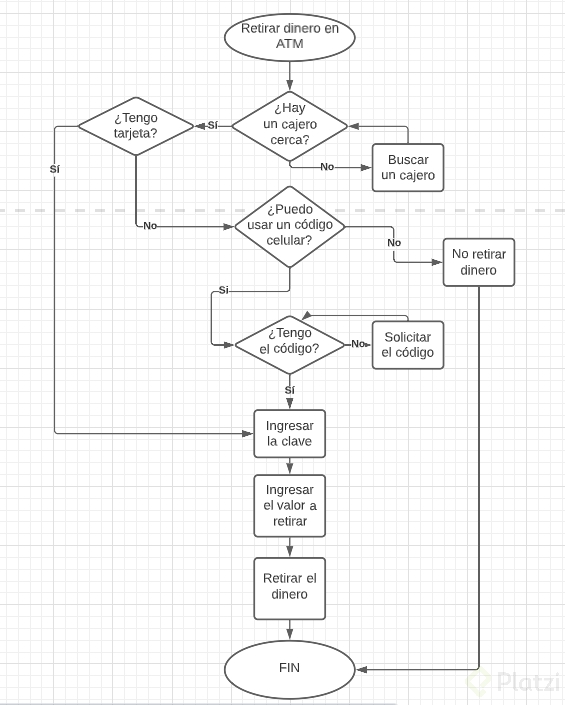 Retirar dinero en
ATM
¿Hay
un cajero
cerca?
Sí
¿Tengo
tarjeta?
No
Buscar
un cajero
Sí
No
¿Puedo
usar un código
celular?
No
No retirar
dinero
Si
¿Tengo
el código?
No
Solicitar
el código
Sí
Ingresar
la clave
Ingresar
el valor a
retirar
Retirar el
dinero
FIN
Platzi